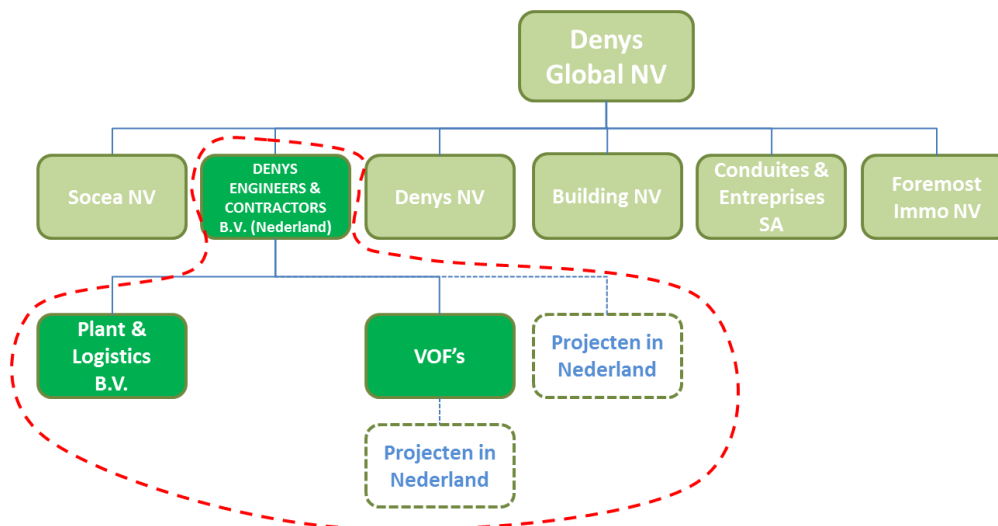 Denys
Global NV
Socea NV
DENYS
ENGINEERS &
CONTRACTORS
B.V. (Nederland)
Denys NV
Building NV
Conduites &
Entreprises
SA
Foremost
Immo NV
Plant &
Logistics
B.V.
VOF’s
Projecten in
Nederland
Projecten in
Nederland